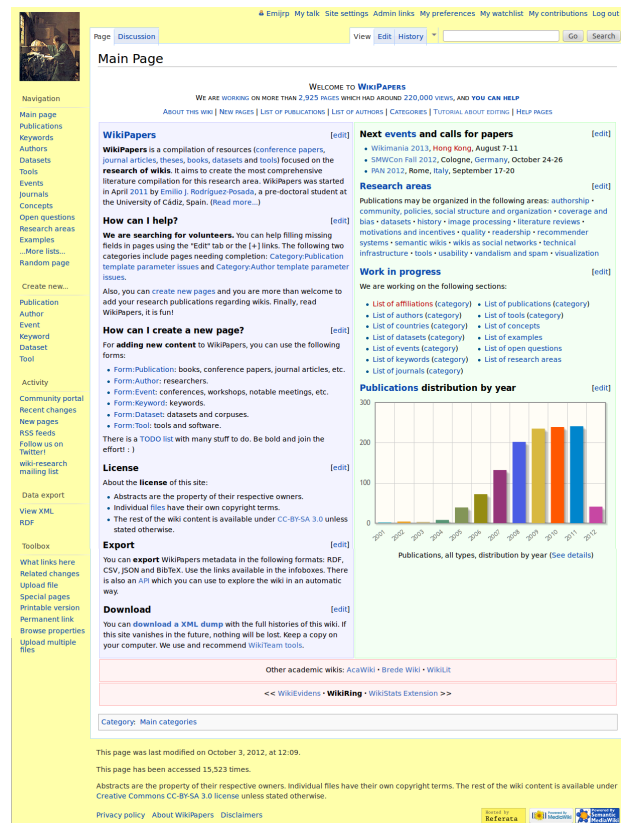 Emijrp My talk Site settings Admin links My preferences My watchlist My contributions Log out
Page Discussion View Edit History Go Search
Main Page
Navigation
Main page
Publications
Keywords
Authors
Datasets
Tools
Events
Journals
Concepts
Open questions
Research areas
Examples
...More lists...
Random page
Create new...
Publication
Author
Event
Keyword
Dataset
Tool
Activity
Community portal
Recent changes
New pages
RSS feeds
Follow us on
Twitter!
wiki-research
mailing list
Data export
View XML
RDF
Toolbox
What links here
Related changes
Upload file
Special pages
Printable version
Permanent link
Browse properties
Upload multiple
files
Welcome to WikiPapers
We are working on more than 2,925 pages which had around 220,000 views, and you can help
About this wiki | New pages | List of publications | List of authors | Categories | Tutorial about editing | Help pages
WikiPapers [edit]
WikiPapers is a compilation of resources (conference papers,
journal articles, theses, books, datasets and tools) focused on the
research of wikis. It aims to create the most comprehensive
literature compilation for this research area. WikiPapers was started
in April 2011 by Emilio J. Rodríguez-Posada, a pre-doctoral student at
the University of Cádiz, Spain. (Read more...)
How can I help? [edit]
We are searching for volunteers. You can help filling missing
fields in pages using the "Edit" tab or the [+] links. The following two
categories include pages needing completion: Category:Publication
template parameter issues and Category:Author template parameter
issues.
Also, you can create new pages and you are more than welcome to
add your research publications regarding wikis. Finally, read
WikiPapers, it is fun!
How can I create a new page? [edit]
For adding new content to WikiPapers, you can use the following
forms:
• Form:Publication: books, conference papers, journal articles, etc.
• Form:Author: researchers.
• Form:Event: conferences, workshops, notable meetings, etc.
• Form:Keyword: keywords.
• Form:Dataset: datasets and corpuses.
• Form:Tool: tools and software.
There is a TODO list with many stuff to do. Be bold and join the
effort! : )
License [edit]
About the license of this site:
• Abstracts are the property of their respective owners.
• Individual files have their own copyright terms.
• The rest of the wiki content is available under CC-BY-SA 3.0 unless
stated otherwise.
Export [edit]
You can export WikiPapers metadata in the following formats: RDF,
CSV, JSON and BibTeX. Use the links available in the infoboxes. There
is also an API which you can use to explore the wiki in an automatic
way.
Download [edit]
You can download a XML dump with the full histories of this wiki. If
this site vanishes in the future, nothing will be lost. Keep a copy on
your computer. We use and recommend WikiTeam tools.
Next events and calls for papers [edit]
• Wikimania 2013, Hong Kong, August 7-11
• SMWCon Fall 2012, Cologne, Germany, October 24-26
• PAN 2012, Rome, Italy, September 17-20
Research areas [edit]
Publications may be organized in the following areas: authorship •
community, policies, social structure and organization • coverage and
bias • datasets • history • image processing • literature reviews •
motivations and incentives • quality • readership • recommender
systems • semantic wikis • wikis as social networks • technical
infrastructure • tools • usability • vandalism and spam • visualization
Work in progress [edit]
We are working on the following sections:
• List of affiliations (category)
• List of authors (category)
• List of countries (category)
• List of datasets (category)
• List of events (category)
• List of keywords (category)
• List of journals (category)
• List of publications (category)
• List of tools (category)
• List of concepts
• List of examples
• List of open questions
• List of research areas
Publications distribution by year [edit]
300
200
100
0
2001 2002 2003 2004 2005 2006 2007 2008 2009 2010 2011 2012
Publications, all types, distribution by year (See details)
Other academic wikis: AcaWiki • Brede Wiki • WikiLit
<< WikiEvidens • WikiRing • WikiStats Extension >>
Category: Main categories
This page was last modified on October 3, 2012, at 12:09.
This page has been accessed 15,523 times.
Abstracts are the property of their respective owners. Individual files have their own copyright terms. The rest of the wiki content is available under
Creative Commons CC-BY-SA 3.0 license unless stated otherwise.
Privacy policy About WikiPapers Disclaimers
Hosted by
Referata
Powered By
MediaWiki
Powered by
Semantic
MediaWiki